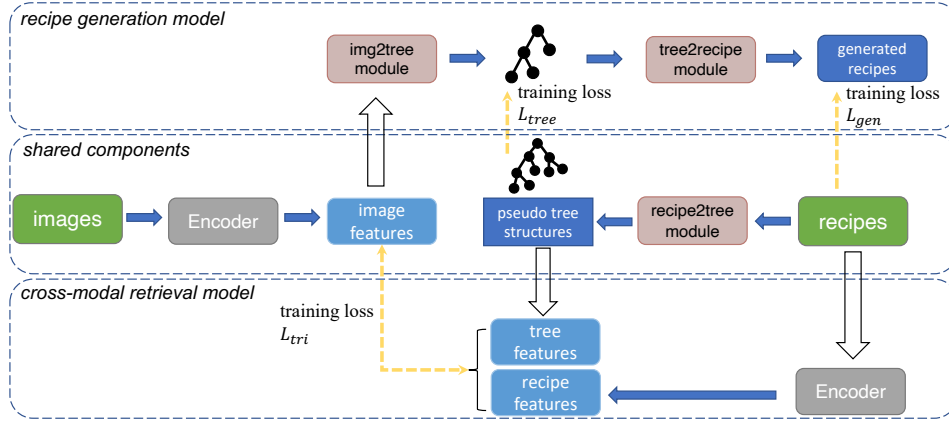 recipe generation model
img2tree
module
tree2recipe
module
generated
recipes
training loss
L_tree
training loss
L_gen
shared components
images
Encoder
image
features
pseudo tree
structures
recipe2tree
module
recipes
cross-modal retrieval model
training loss
L_tri
tree
features
recipe
features
Encoder